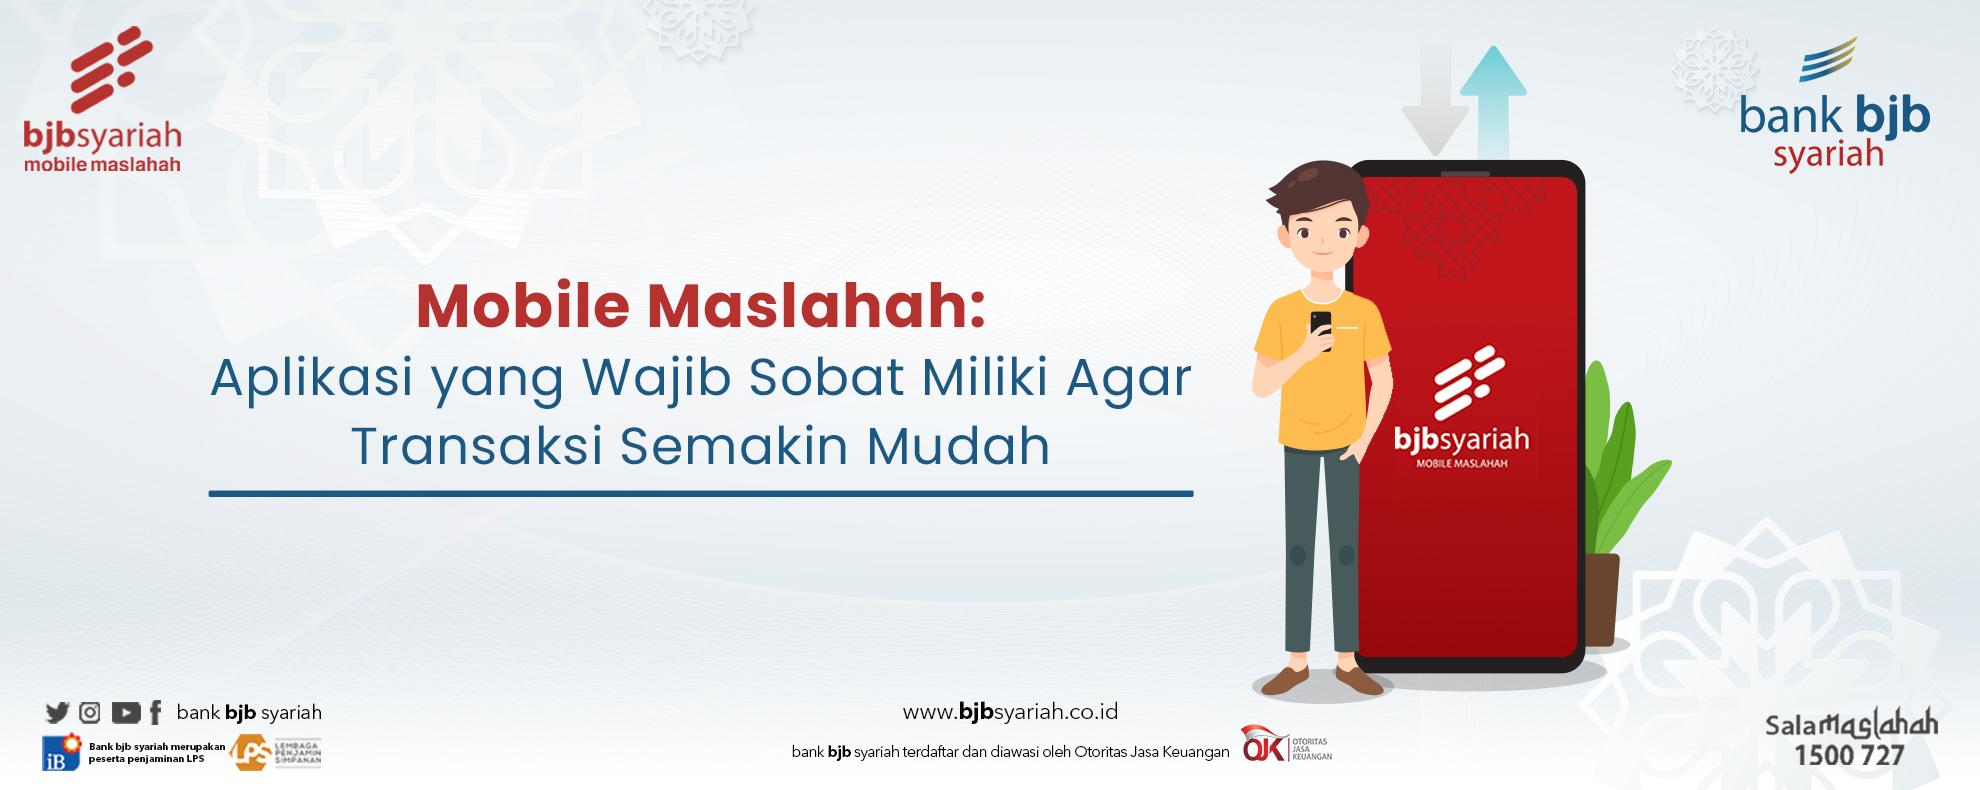 bjbsyariah
mobile maslahah
bank bjb
syariah
Mobile Maslahah:
Aplikasi yang Wajib Sobat Miliki Agar
Transaksi Semakin Mudah
bjbsyariah
MOBILE MASLAHAH
bank bjb syariah
iB
Bank bjb syariah merupakan
peserta penjaminan LPS
LPS
LEMBAGA
PENJAMIN
SIMPANAN
www.bjbsyariah.co.id
bank bjb syariah terdaftar dan diawasi oleh Otoritas Jasa Keuangan
OJK
OTORITAS
JASA
KEUANGAN
SalaMaslahah
1500 727